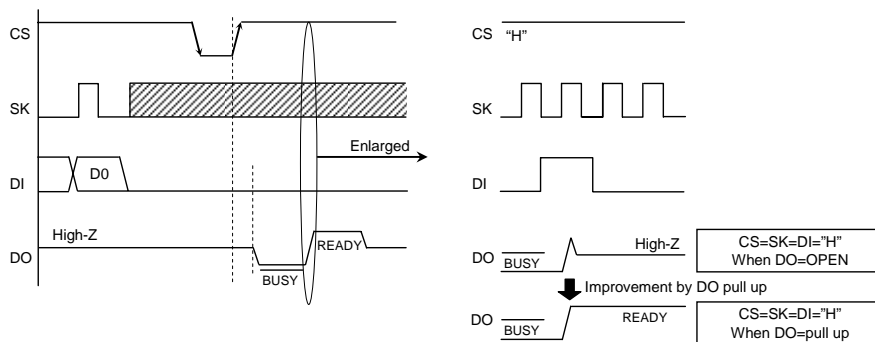 CS
SK
DI
D0
Enlarged
High-Z
DO
BUSY
READY
CS
“H”
SK
DI
DO
BUSY
High-Z
CS=SK=DI=”H”
When DO=OPEN
Improvement by DO pull up
DO
BUSY
READY
CS=SK=DI=”H”
When DO=pull up